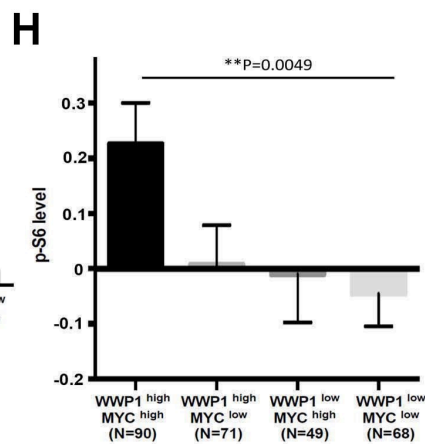 H
**P=0.0049
p-S6 level
0.3
0.2
0.1
0
-0.1
-0.2
WWP1 high WWP1 high WWP1 low WWP1 low
MYC high MYC low MYC high MYC low
(N=90) (N=71) (N=49) (N=68)